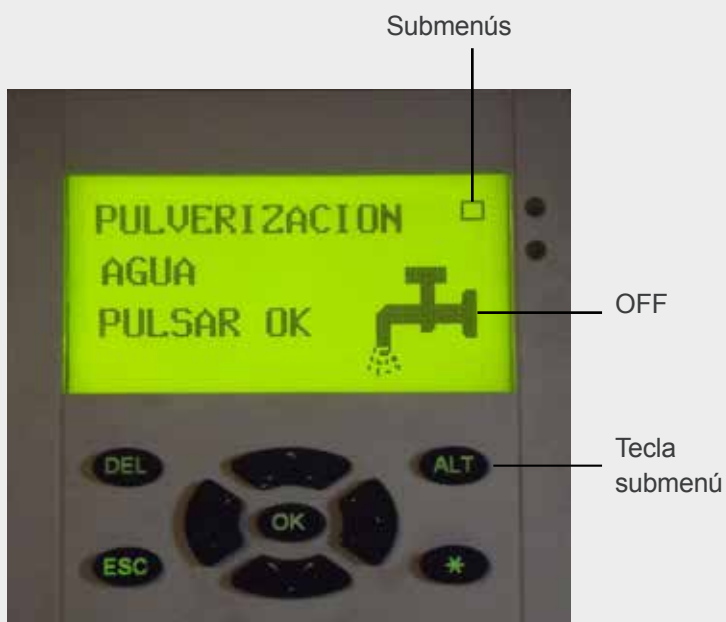 Submenús
PULVERIZACION
AGUA
PULSAR OK
OFF
DEL
ALT
Tecla
submenú
OK
ESC
*